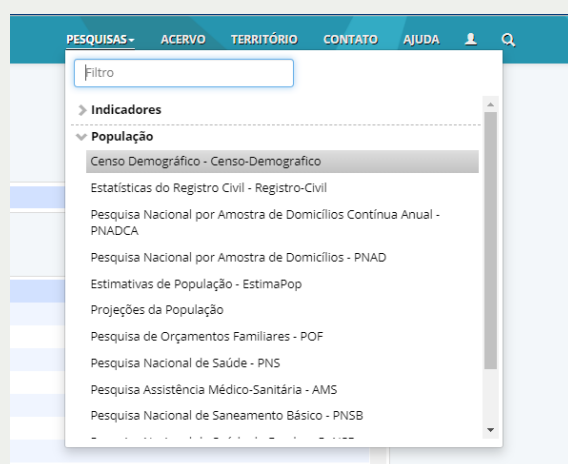 PESQUISAS ACERVO TERRITÓRIO CONTATO AJUDA
Filtro
Indicadores
População
Censo Demográfico - Censo-Demografico
Estatísticas do Registro Civil - Registro-Civil
Pesquisa Nacional por Amostra de Domicílios Contínua Anual -
PNADCA
Pesquisa Nacional por Amostra de Domicílios - PNAD
Estimativas de População - EstimaPop
Projeções da População
Pesquisa de Orçamentos Familiares - POF
Pesquisa Nacional de Saúde - PNS
Pesquisa Assistência Médico-Sanitária - AMS
Pesquisa Nacional de Saneamento Básico - PNSB